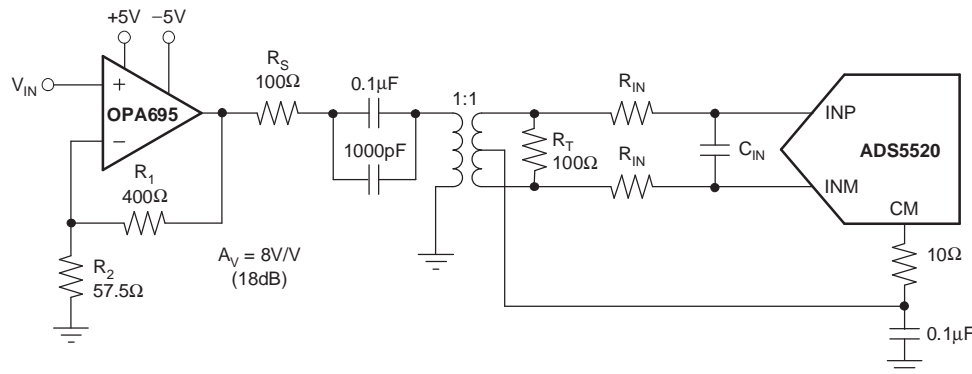 +5V
−5V
V_IN
+
OPA695
−
R_S
100Ω
0.1μF
1000pF
1:1
R_1
400Ω
R_2
57.5Ω
A_V = 8V/V
(18dB)
R_T
100Ω
R_IN
R_IN
C_IN
INP
ADS5520
INM
CM
10Ω
0.1μF